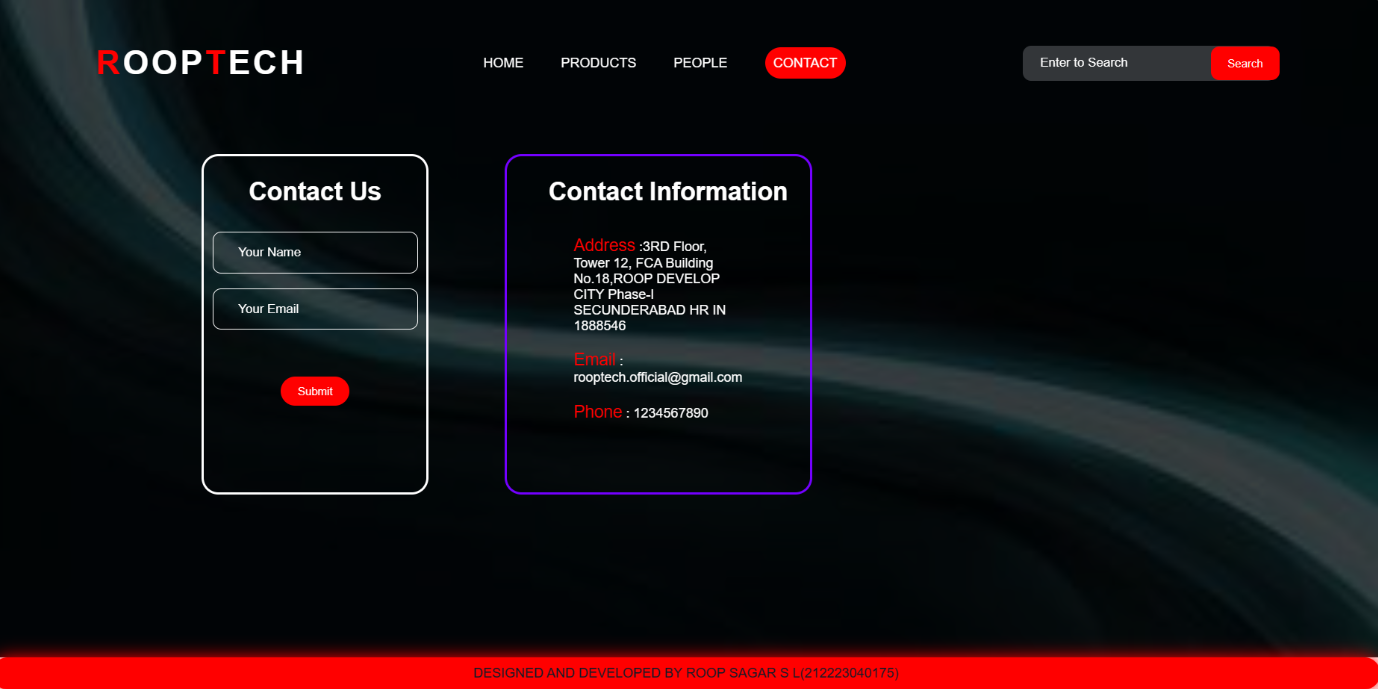 ROOPTECH
HOME
PRODUCTS
PEOPLE
CONTACT
Enter to Search
Search
Contact Us
Your Name
Your Email
Submit
Contact Information
Address :3RD Floor,
Tower 12, FCA Building
No.18,ROOP DEVELOP
CITY Phase-I
SECUNDERABAD HR IN
1888546
Email :
rooptech.official@gmail.com
Phone : 1234567890
DESIGNED AND DEVELOPED BY ROOP SAGAR S L(212223040175)